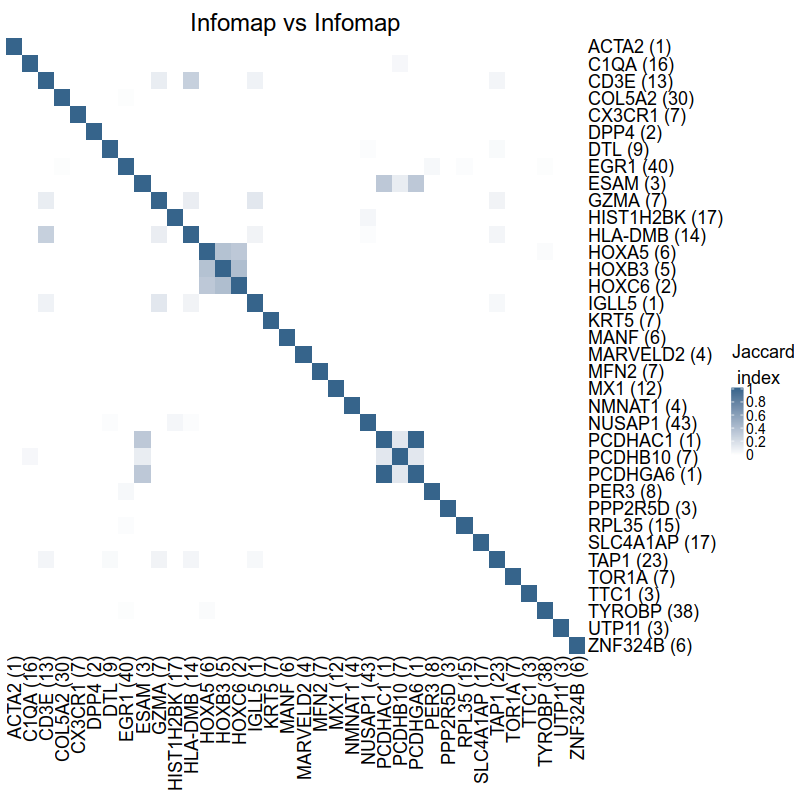 Infomap vs Infomap
ACTA2 (1)
C1QA (16)
CD3E (13)
COL5A2 (30)
CX3CR1 (7)
DPP4 (2)
DTL (9)
EGR1 (40)
ESAM (3)
GZMA (7)
HIST1H2BK (17)
HLA-DMB (14)
HOXA5 (6)
HOXB3 (5)
HOXC6 (2)
IGLL5 (1)
KRT5 (7)
MANF (6)
MARVELD2 (4)
MFN2 (7)
MX1 (12)
NMNAT1 (4)
NUSAP1 (43)
PCDHAC1 (1)
PCDHB10 (7)
PCDHGA6 (1)
PER3 (8)
PPP2R5D (3)
RPL35 (15)
SLC4A1AP (17)
TAP1 (23)
TOR1A (7)
TTC1 (3)
TYROBP (38)
UTP11 (3)
ZNF324B (6)
Jaccard
index
1
0.8
0.6
0.4
0.2
0
ACTA2 (1)
C1QA (16)
CD3E (13)
COL5A2 (30)
CX3CR1 (7)
DPP4 (2)
DTL (9)
EGR1 (40)
ESAM (3)
GZMA (7)
HIST1H2BK (17)
HLA-DMB (14)
HOXA5 (6)
HOXB3 (5)
HOXC6 (2)
IGLL5 (1)
KRT5 (7)
MANF (6)
MARVELD2 (4)
MFN2 (7)
MX1 (12)
NMNAT1 (4)
NUSAP1 (43)
PCDHAC1 (1)
PCDHB10 (7)
PCDHGA6 (1)
PER3 (8)
PPP2R5D (3)
RPL35 (15)
SLC4A1AP (17)
TAP1 (23)
TOR1A (7)
TTC1 (3)
TYROBP (38)
UTP11 (3)
ZNF324B (6)